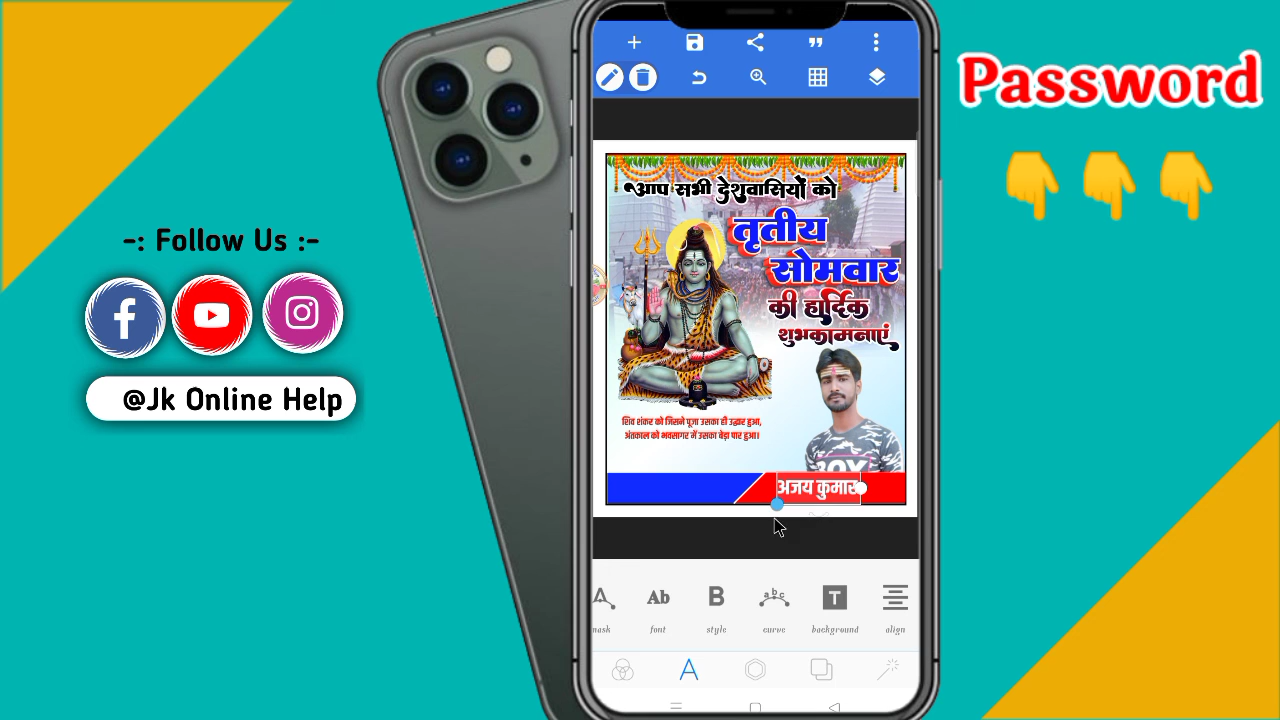 Password
-: Follow Us :-
@Jk Online Help
आप सभी देशवासियों को
तृतीय
सोमवार
की हार्दिक
शुभकामनाएं
शिव शंकर को जिसने पूजा उसका ही उद्धार हुआ,
अंतकाल को भवसागर में उसका बेड़ा पार हुआ।
BOY
अजय कुमार
mask
font
style
curve
background
align